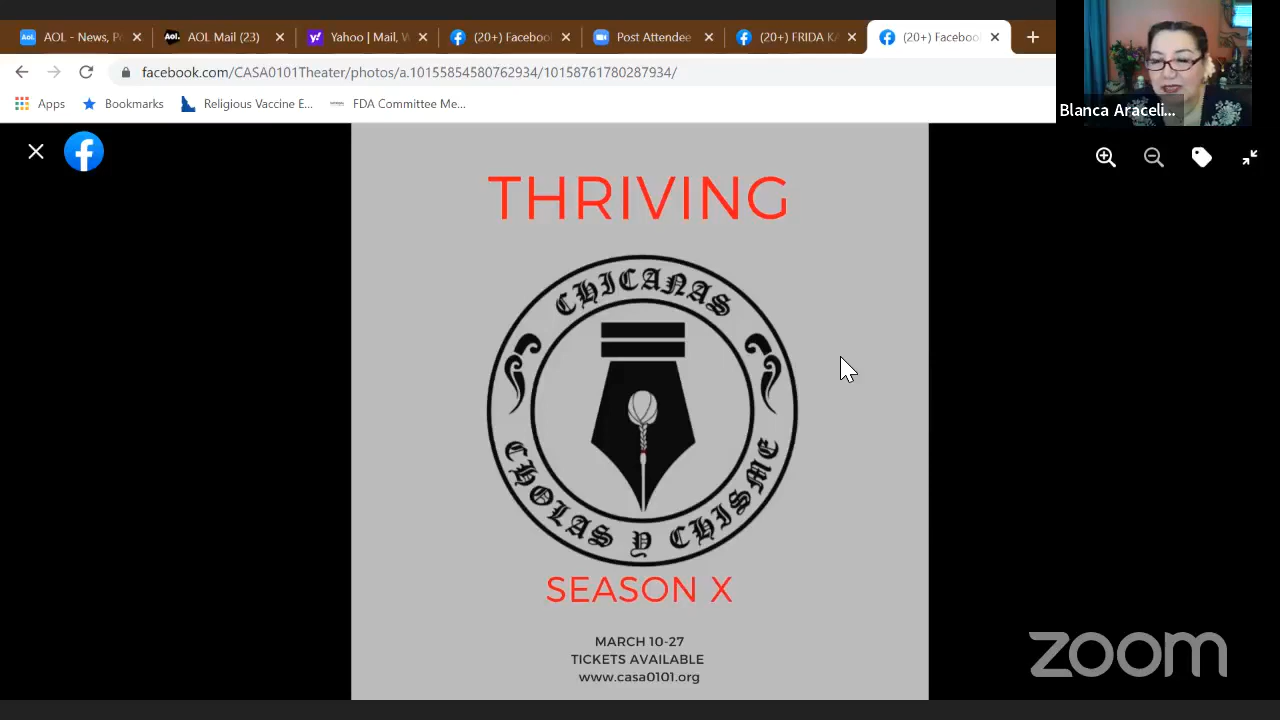 AOL - News, P
AOL Mail (23)
Yahoo | Mail, W
(20+) Faceboo
Post Attendee
(20+) FRIDA KA
(20+) Faceboo
facebook.com/CASA0101Theater/photos/a.10155854580762934/10158761780287934/
Apps
Bookmarks
Religious Vaccine E...
FDA Committee Me...
Blanca Araceli...
THRIVING
CHICANAS
CHOLAS Y CHISME
SEASON X
MARCH 10-27
TICKETS AVAILABLE
www.casa0101.org
zoom